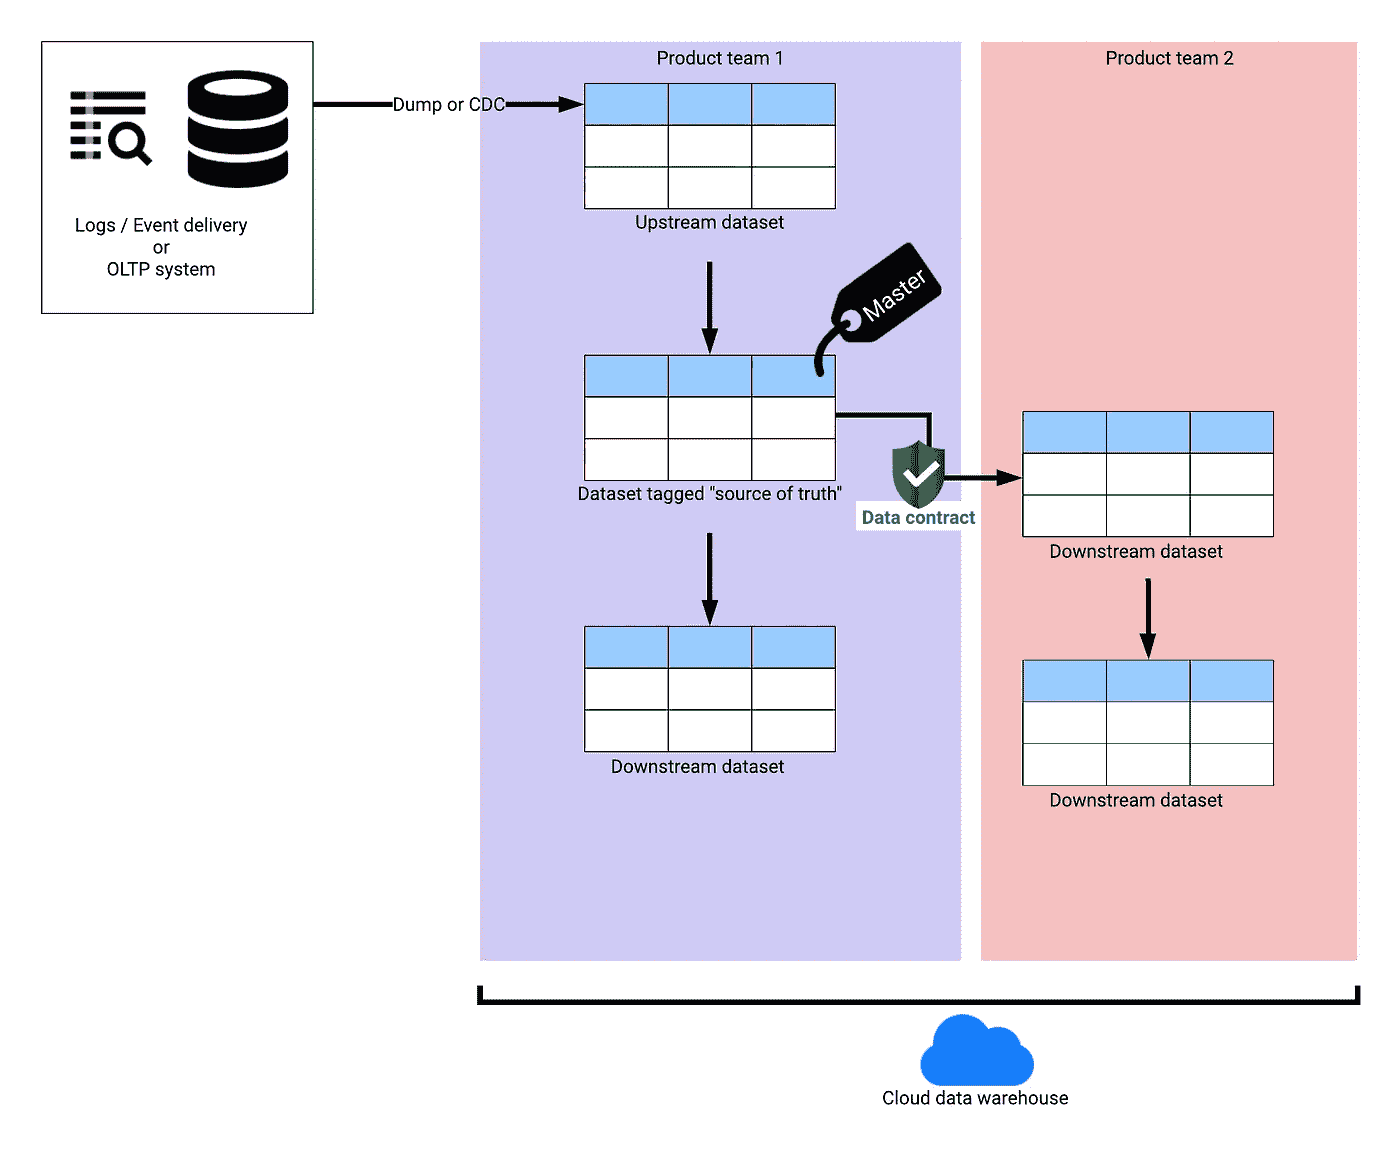 Product team 1
Product team 2
Dump or CDC
Logs / Event delivery
or
OLTP system
Upstream dataset
Master
Dataset tagged "source of truth"
Data contract
Downstream dataset
Downstream dataset
Downstream dataset
Cloud data warehouse